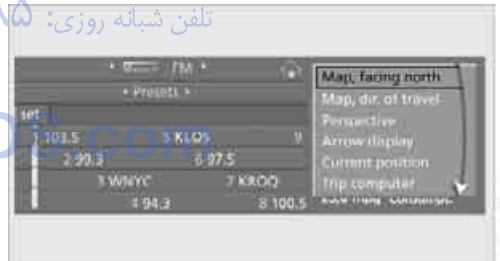 تلفن شبانه روزی:
FM
Presets
set
1 103.5 5 KLOS 9
2 99.3 6 97.5
3 WNYC 7 KROQ
4 94.3 8 100.5
Map, facing north
Map, dir. of travel
Perspective
Arrow display
Current position
Trip computer